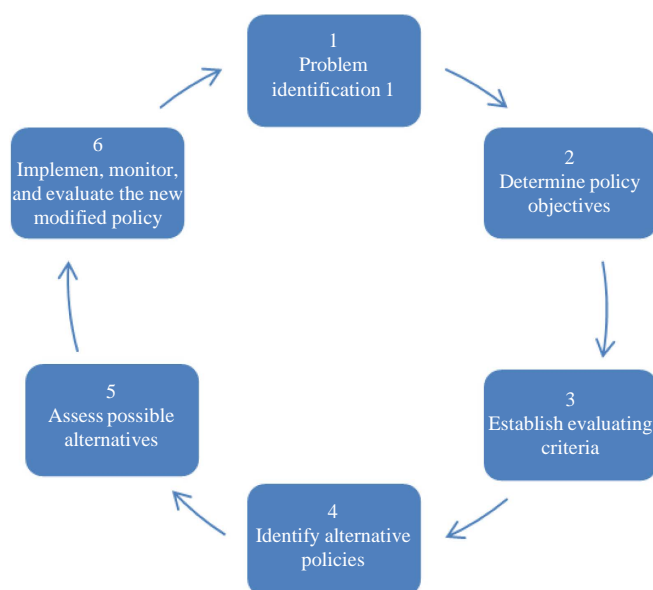 1
Problem
identification 1
2
Determine policy
objectives
3
Establish evaluating
criteria
4
Identify alternative
policies
5
Assess possible
alternatives
6
Implemen, monitor,
and evaluate the new
modified policy